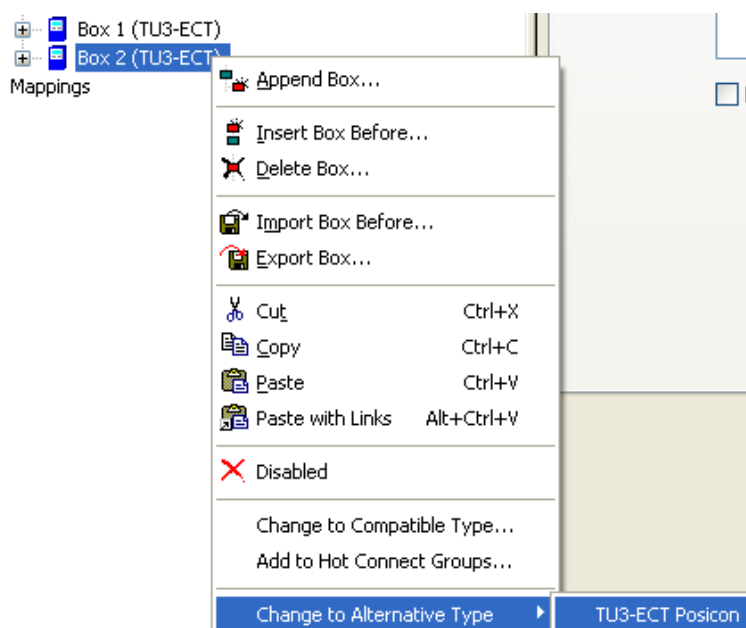 Box 1 (TU3-ECT)
Box 2 (TU3-ECT)
Mappings
Append Box...
Insert Box Before...
Delete Box...
Import Box Before...
Export Box...
Cut Ctrl+X
Copy Ctrl+C
Paste Ctrl+V
Paste with Links Alt+Ctrl+V
Disabled
Change to Compatible Type...
Add to Hot Connect Groups...
Change to Alternative Type TU3-ECT Posicon